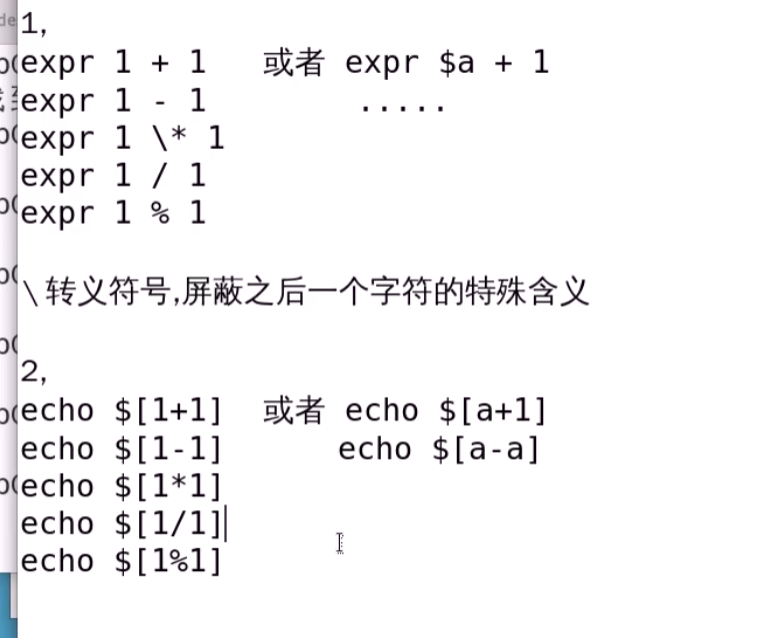 1,
expr 1 + 1 或者 expr $a + 1
expr 1 - 1 .....
expr 1 \* 1
expr 1 / 1
expr 1 % 1
\ 转义符号,屏蔽之后一个字符的特殊含义
2,
echo $[1+1] 或者 echo $[a+1]
echo $[1-1] echo $[a-a]
echo $[1*1]
echo $[1/1]
echo $[1%1]